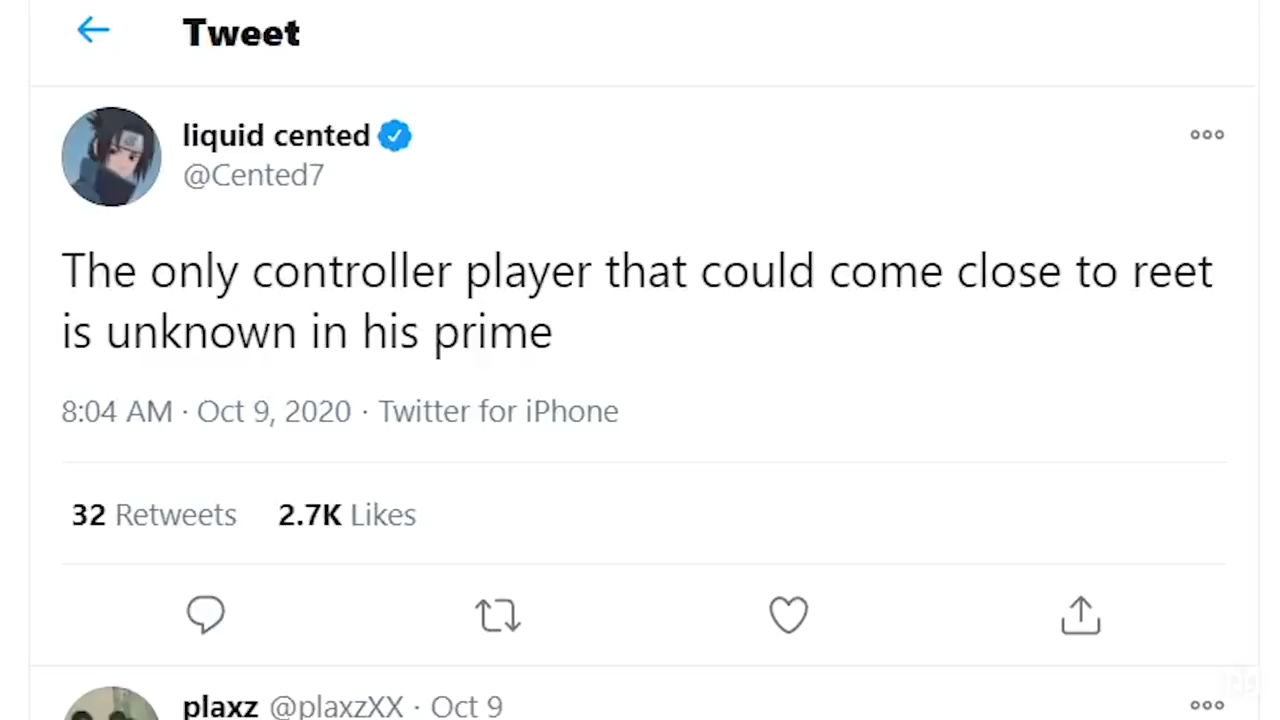 Tweet
liquid cented
@Cented7
The only controller player that could come close to reet
is unknown in his prime
8:04 AM · Oct 9, 2020 · Twitter for iPhone
32 Retweets 2.7K Likes
plaxz @plaxzXX · Oct 9